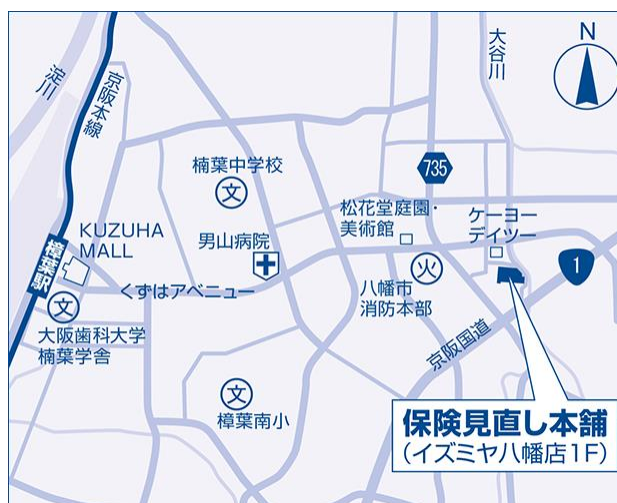 N
大谷川
淀川
京阪本線
楠葉中学校
文
735
松花堂庭園・
美術館
ケーヨー
デイツー
KUZUHA
MALL
男山病院
樟葉駅
くずはアベニュー
火
八幡市
消防本部
1
文
大阪歯科大学
楠葉学舎
京阪国道
文
樟葉南小
保険見直し本舗
(イズミヤ八幡店1F)